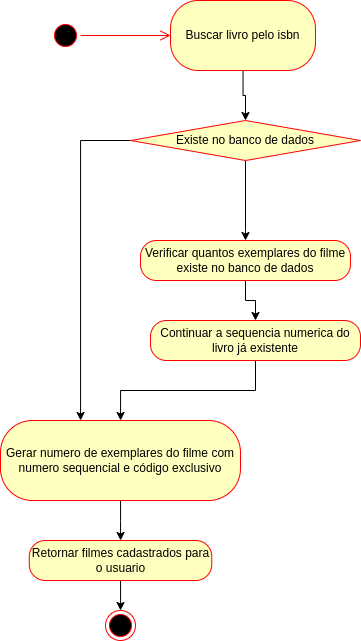 Buscar livro pelo isbn
Existe no banco de dados
Verificar quantos exemplares do filme
existe no banco de dados
Continuar a sequencia numerica do
livro já existente
Gerar numero de exemplares do filme com
numero sequencial e código exclusivo
Retornar filmes cadastrados para
o usuario